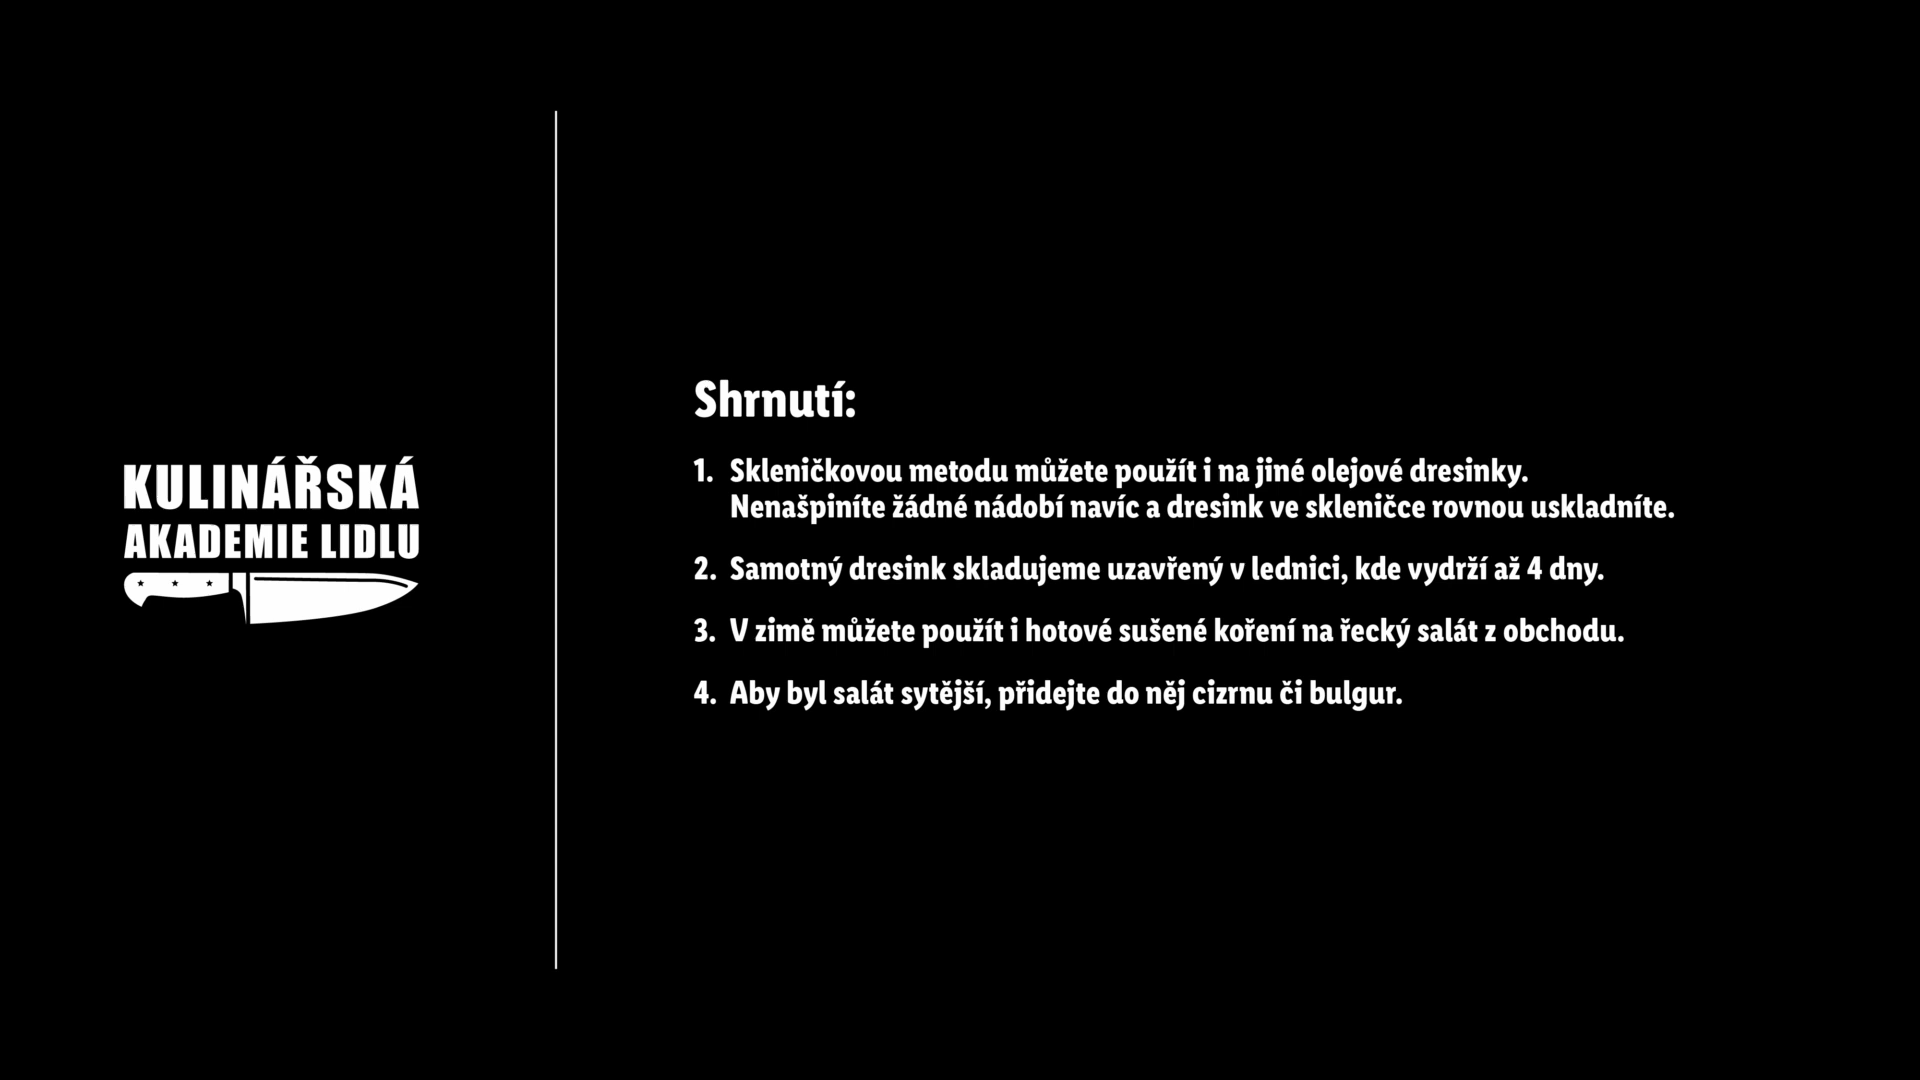 KULINÁŘSKÁ
AKADEMIE LIDLU
Shrnutí:
1. Skleničkovou metodu můžete použít i na jiné olejové dresinky.
Nenašpiníte žádné nádobí navíc a dresink ve skleničce rovnou uskladníte.
2. Samotný dresink skladujeme uzavřený v lednici, kde vydrží až 4 dny.
3. V zimě můžete použít i hotové sušené koření na řecký salát z obchodu.
4. Aby byl salát sytější, přidejte do něj cizrnu či bulgur.